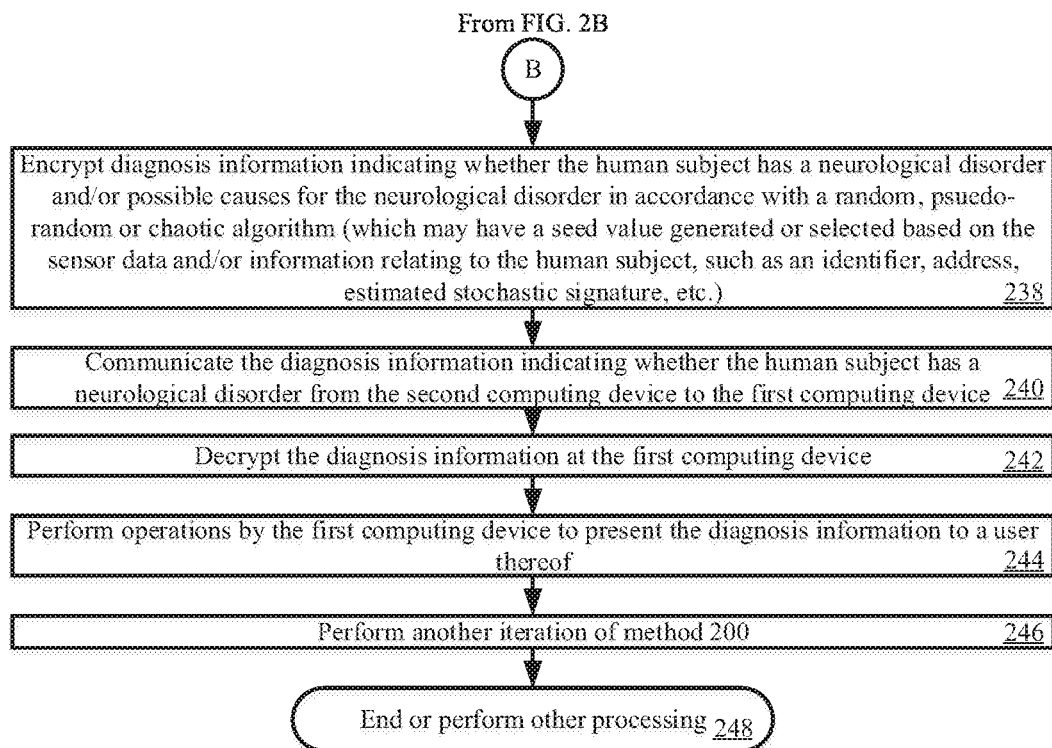 From FIG. 2B
B
Encrypt diagnosis information indicating whether the human subject has a neurological disorder
and/or possible causes for the neurological disorder in accordance with a random, psuedo-
random or chaotic algorithm (which may have a seed value generated or selected based on the
sensor data and/or information relating to the human subject, such as an identifier, address,
estimated stochastic signature, etc.) 238
Communicate the diagnosis information indicating whether the human subject has a
neurological disorder from the second computing device to the first computing device 240
Decrypt the diagnosis information at the first computing device 242
Perform operations by the first computing device to present the diagnosis information to a user
thereof 244
Perform another iteration of method 200 246
End or perform other processing 248